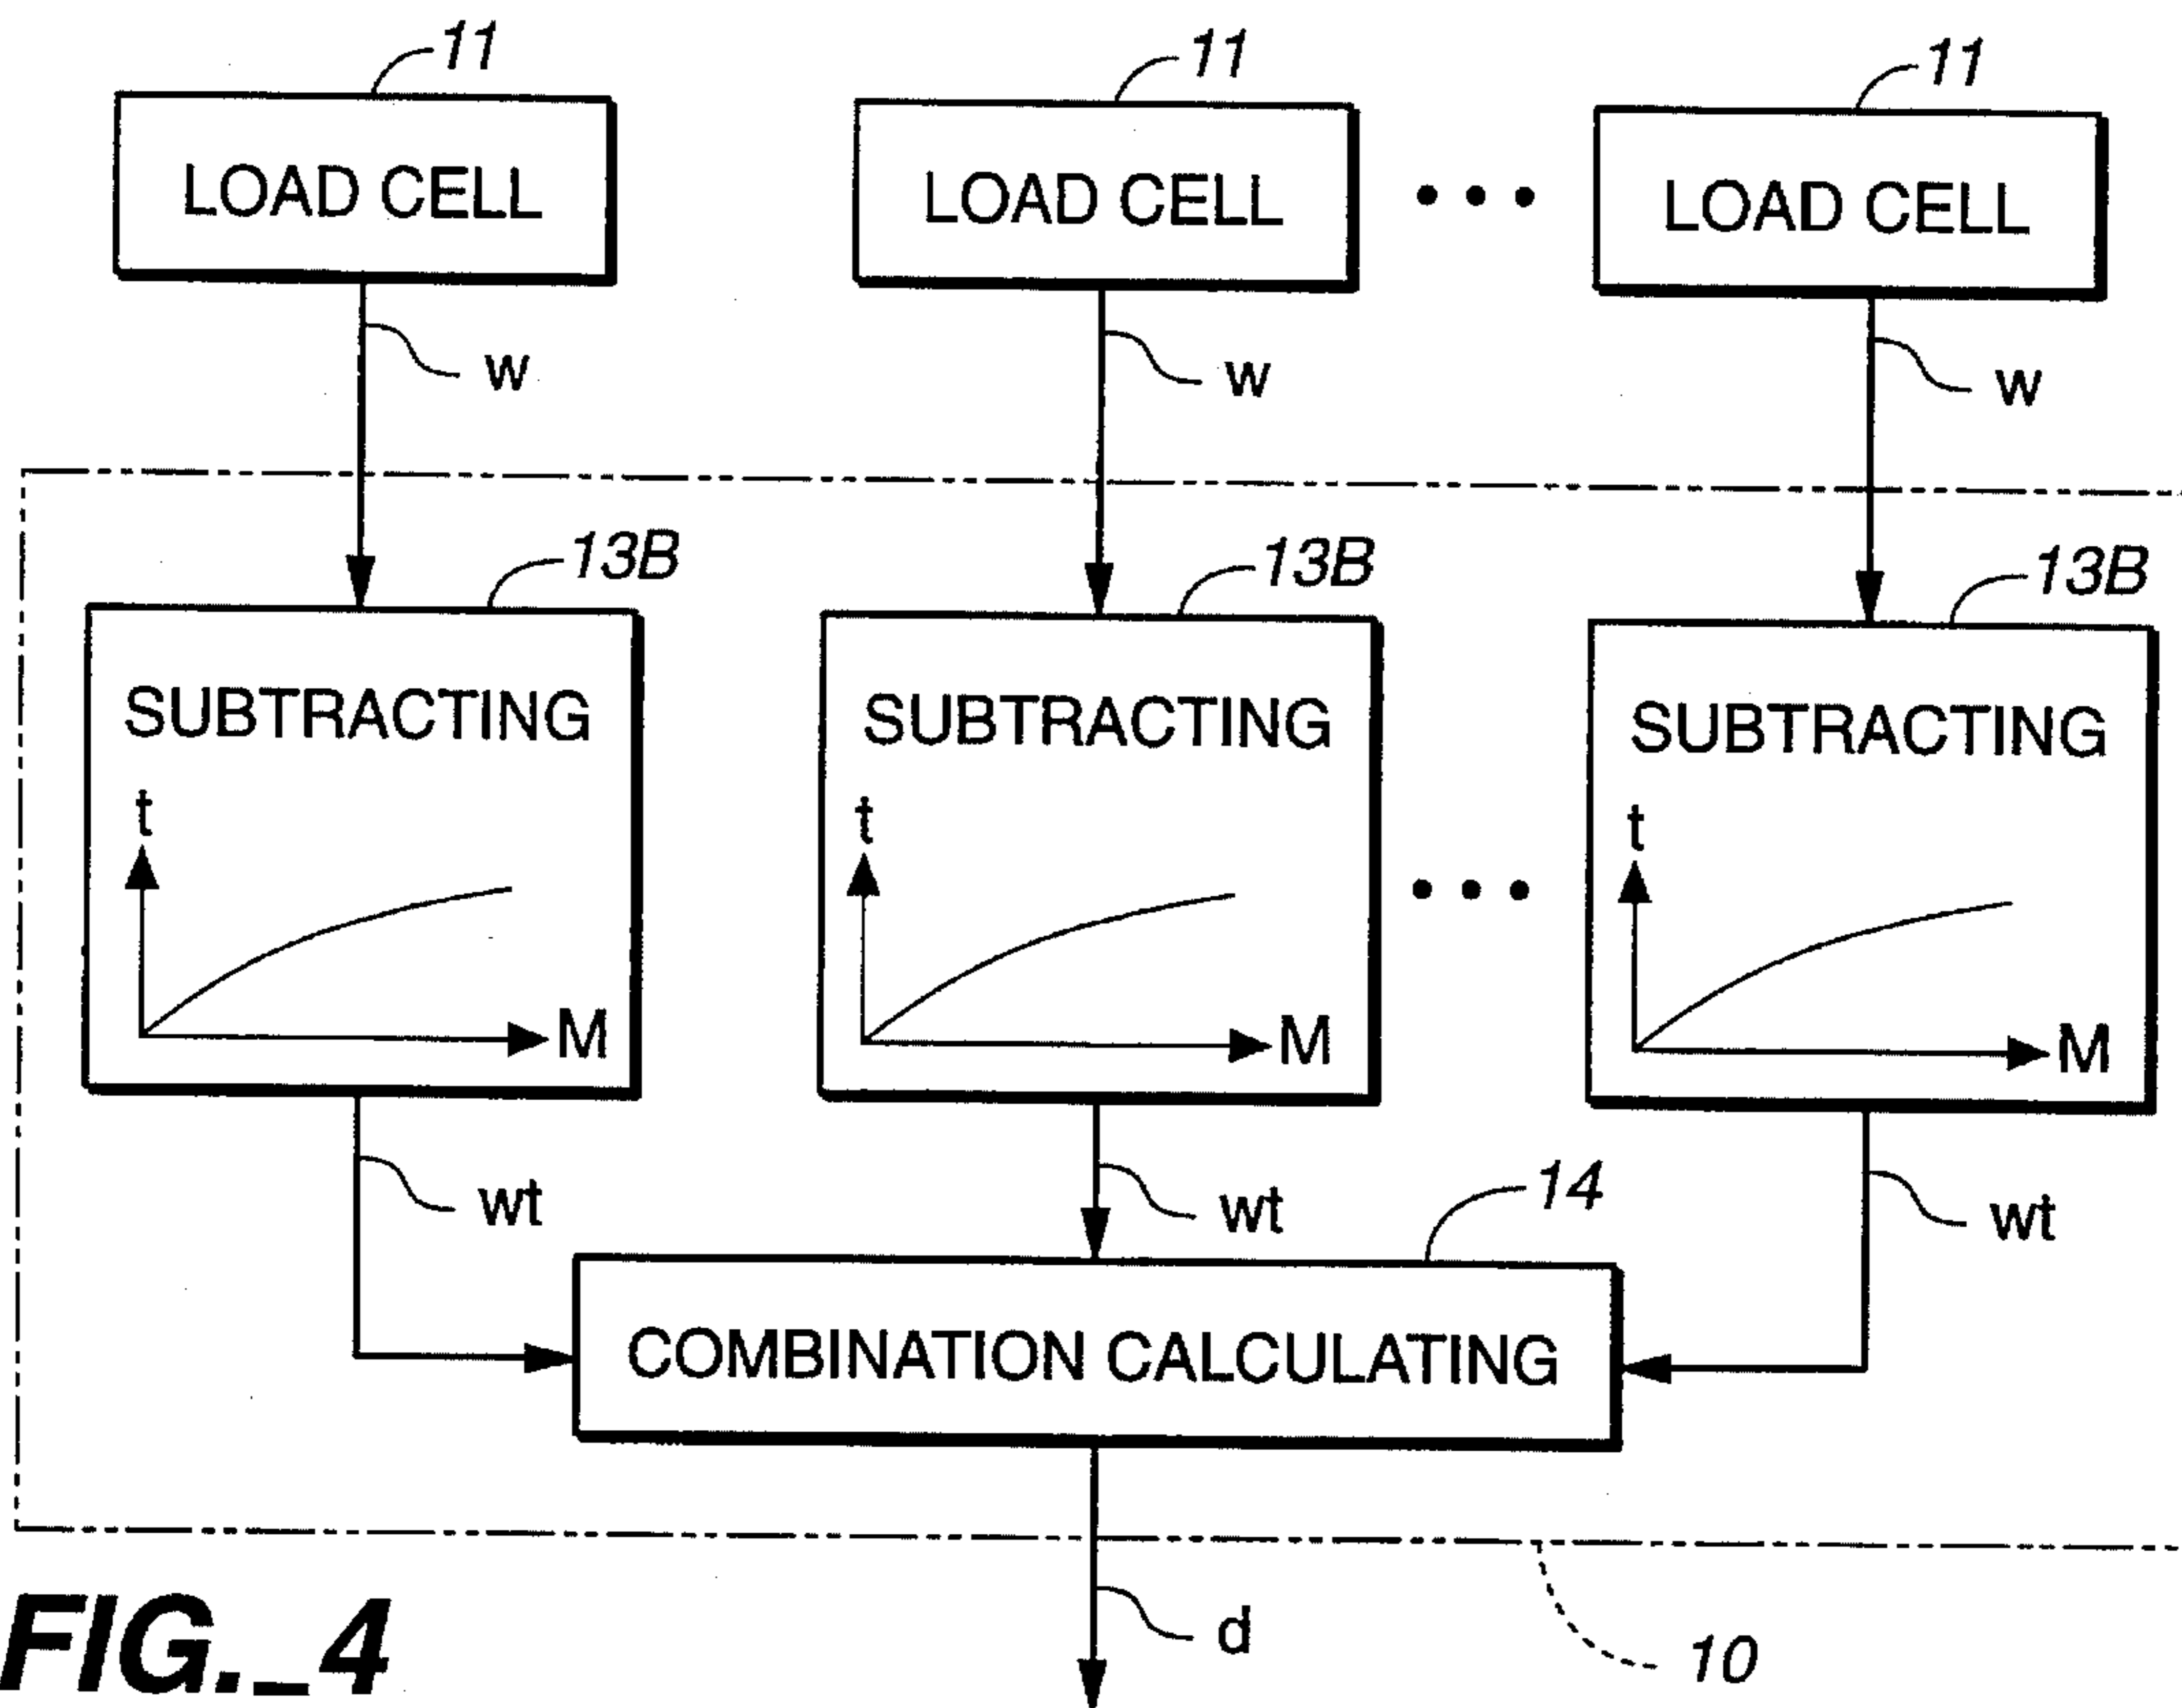 11 11 11
LOAD CELL LOAD CELL LOAD CELL
w w w
13B 13B 13B
SUBTRACTING SUBTRACTING SUBTRACTING
t t t
M M M
wt wt wt
14
COMBINATION CALCULATING
d
10
FIG._4